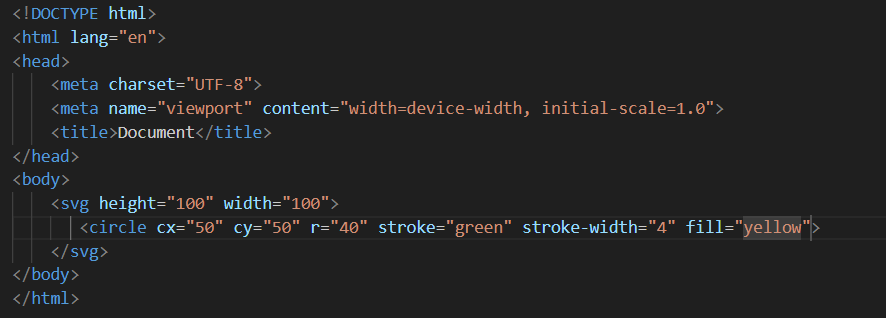 <!DOCTYPE html>
<html lang="en">
<head>
    <meta charset="UTF-8">
    <meta name="viewport" content="width=device-width, initial-scale=1.0">
    <title>Document</title>
</head>
<body>
    <svg height="100" width="100">
       <circle cx="50" cy="50" r="40" stroke="green" stroke-width="4" fill="yellow">
    </svg>
</body>
</html>